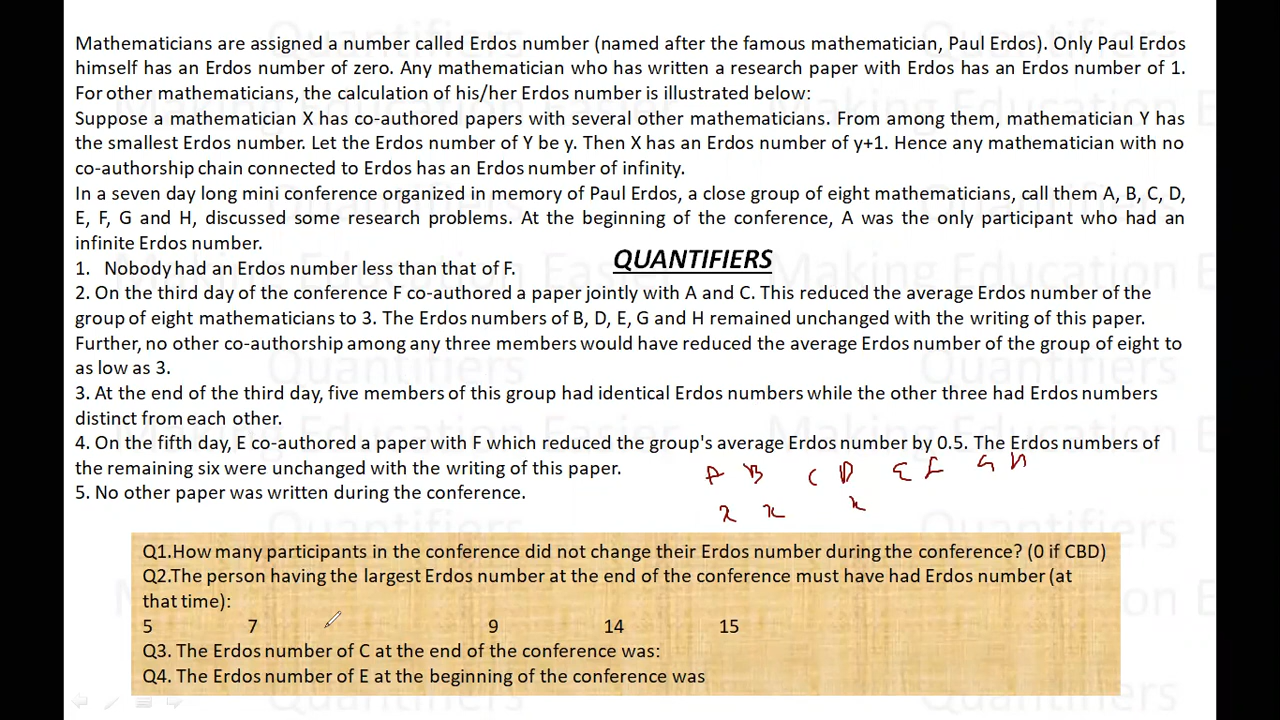 Mathematicians are assigned a number called Erdos number (named after the famous mathematician, Paul Erdos). Only Paul Erdos
himself has an Erdos number of zero. Any mathematician who has written a research paper with Erdos has an Erdos number of 1.
For other mathematicians, the calculation of his/her Erdos number is illustrated below:
Suppose a mathematician X has co-authored papers with several other mathematicians. From among them, mathematician Y has
the smallest Erdos number. Let the Erdos number of Y be y. Then X has an Erdos number of y+1. Hence any mathematician with no
co-authorship chain connected to Erdos has an Erdos number of infinity.
In a seven day long mini conference organized in memory of Paul Erdos, a close group of eight mathematicians, call them A, B, C, D,
E, F, G and H, discussed some research problems. At the beginning of the conference, A was the only participant who had an
infinite Erdos number.
QUANTIFIERS
1. Nobody had an Erdos number less than that of F.
2. On the third day of the conference F co-authored a paper jointly with A and C. This reduced the average Erdos number of the
group of eight mathematicians to 3. The Erdos numbers of B, D, E, G and H remained unchanged with the writing of this paper.
Further, no other co-authorship among any three members would have reduced the average Erdos number of the group of eight to
as low as 3.
3. At the end of the third day, five members of this group had identical Erdos numbers while the other three had Erdos numbers
distinct from each other.
4. On the fifth day, E co-authored a paper with F which reduced the group's average Erdos number by 0.5. The Erdos numbers of
the remaining six were unchanged with the writing of this paper.
5. No other paper was written during the conference.
A B C D E F G H
x x x
Q1.How many participants in the conference did not change their Erdos number during the conference? (0 if CBD)
Q2.The person having the largest Erdos number at the end of the conference must have had Erdos number (at
that time):
5 7 9 14 15
Q3. The Erdos number of C at the end of the conference was:
Q4. The Erdos number of E at the beginning of the conference was